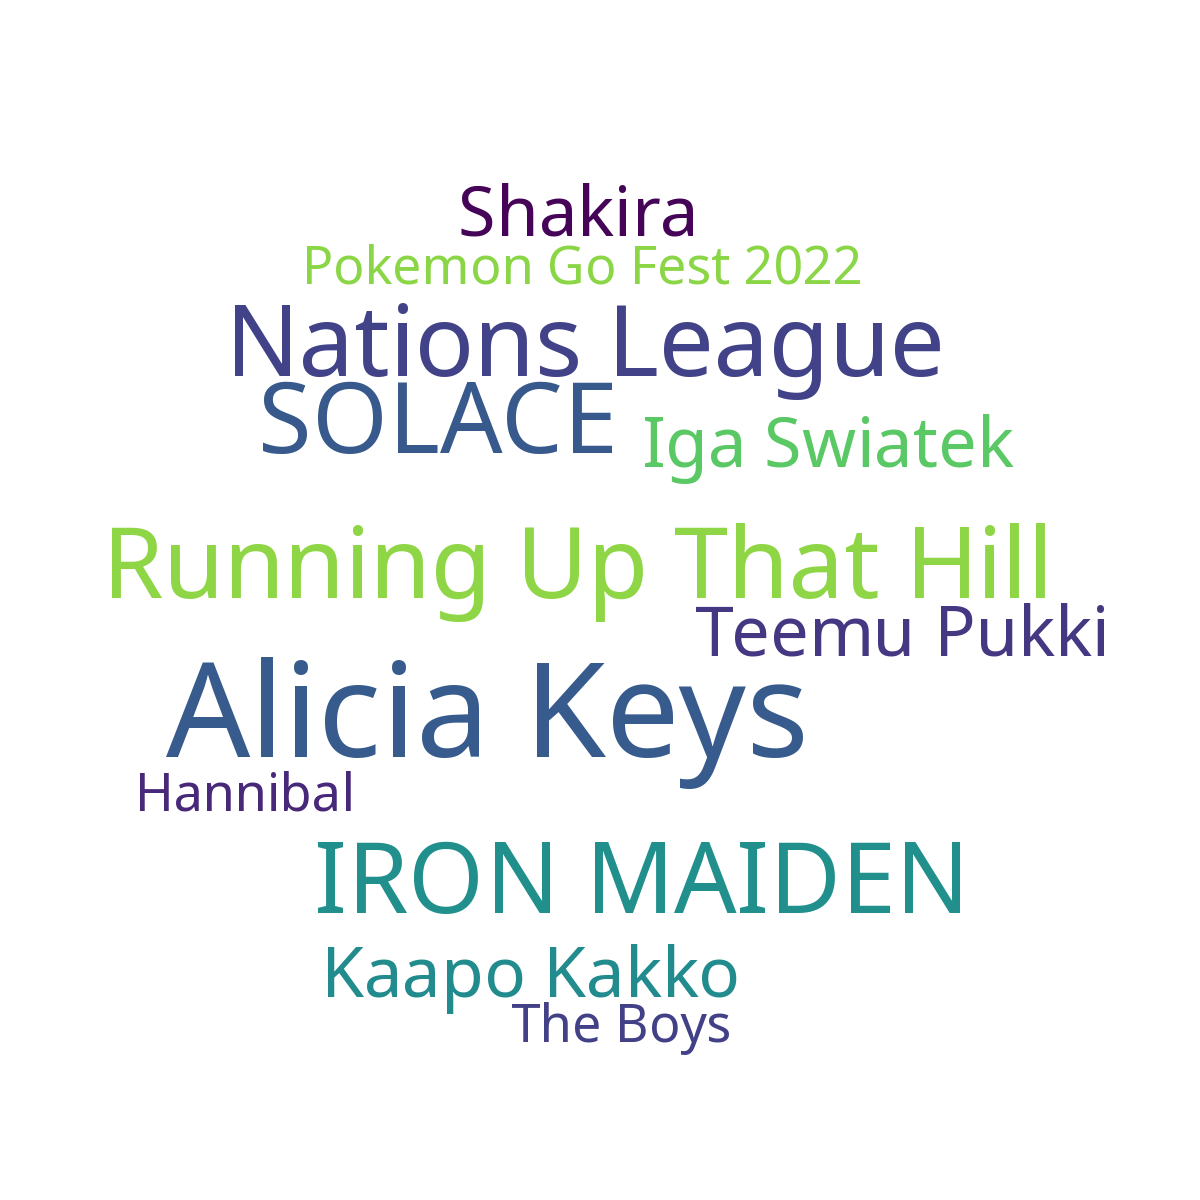 Shakira
Pokemon Go Fest 2022
Nations League
SOLACE
Iga Swiatek
Running Up That Hill
Teemu Pukki
Alicia Keys
Hannibal
IRON MAIDEN
Kaapo Kakko
The Boys